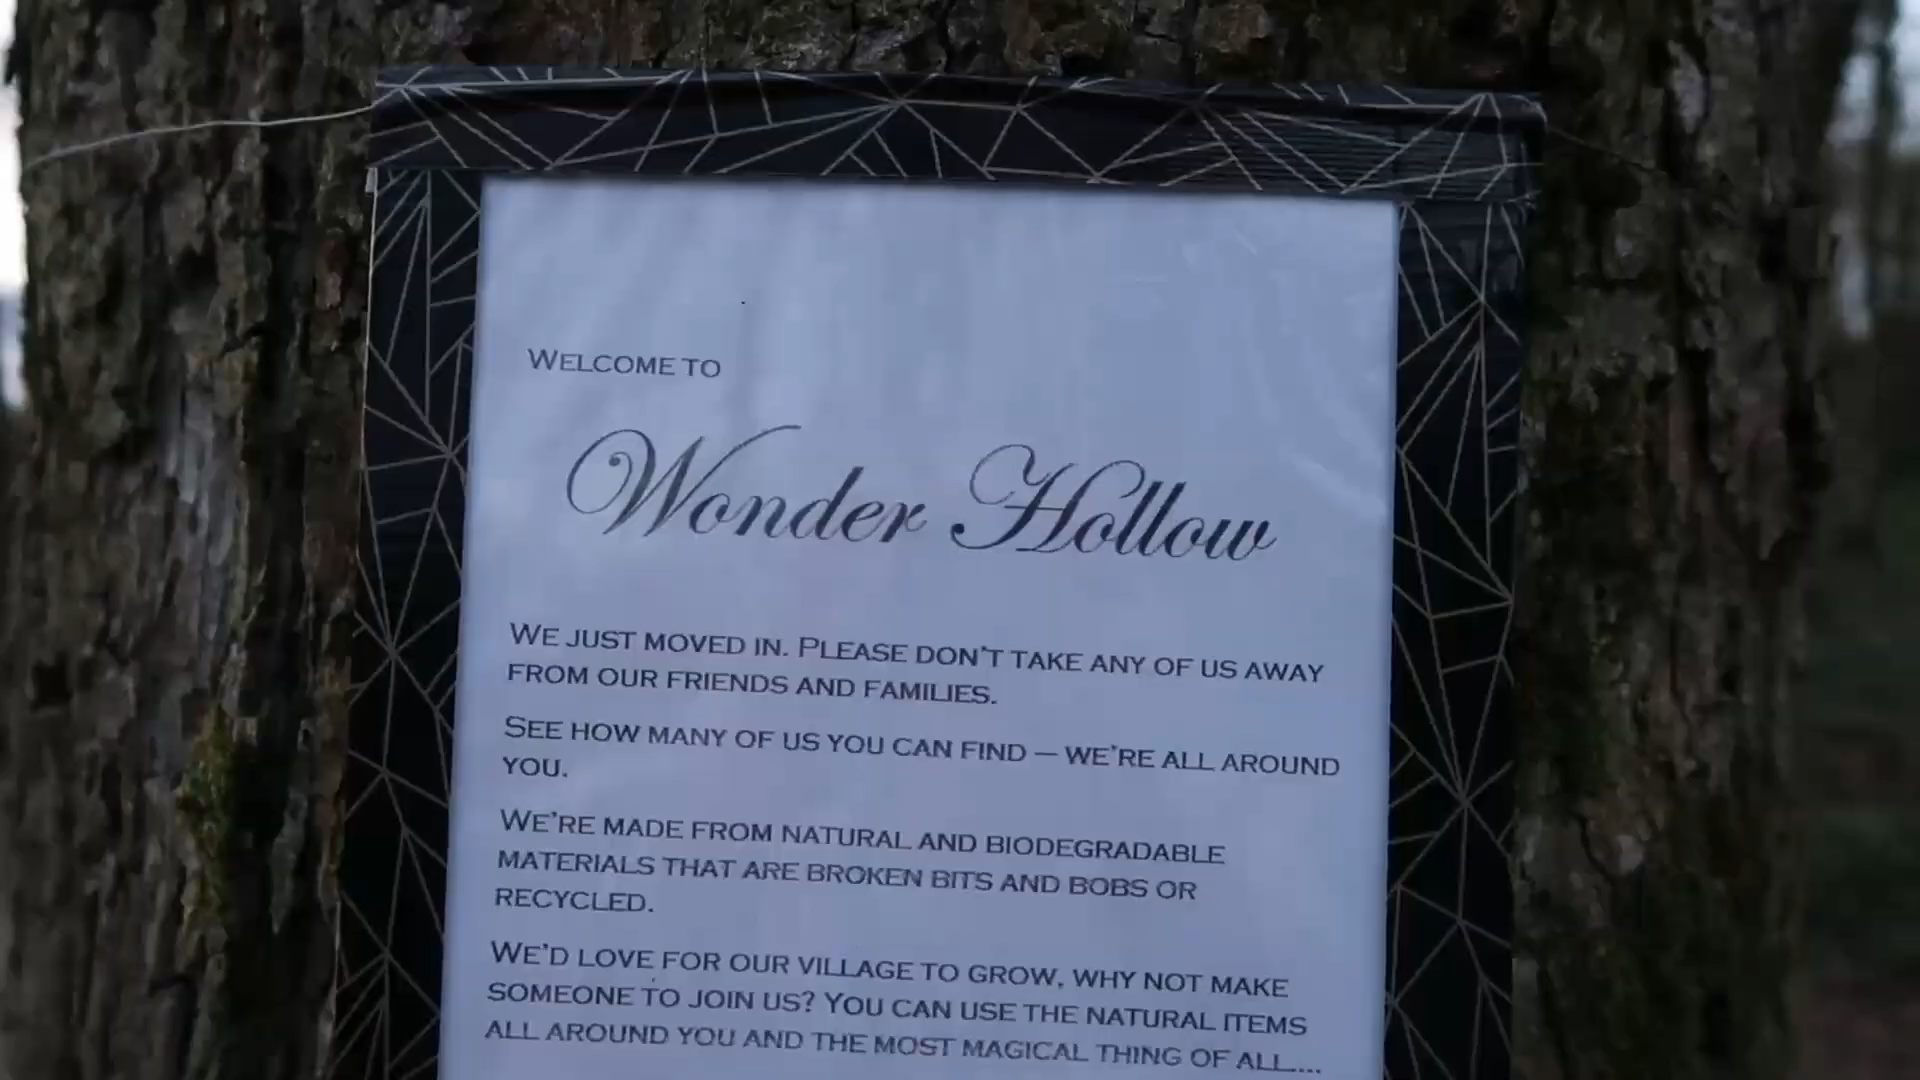 WELCOME TO
Wonder Hollow
WE JUST MOVED IN. PLEASE DON'T TAKE ANY OF US AWAY
FROM OUR FRIENDS AND FAMILIES.
SEE HOW MANY OF US YOU CAN FIND – WE'RE ALL AROUND
YOU.
WE'RE MADE FROM NATURAL AND BIODEGRADABLE
MATERIALS THAT ARE BROKEN BITS AND BOBS OR
RECYCLED.
WE'D LOVE FOR OUR VILLAGE TO GROW, WHY NOT MAKE
SOMEONE TO JOIN US? YOU CAN USE THE NATURAL ITEMS
ALL AROUND YOU AND THE MOST MAGICAL THING OF ALL....